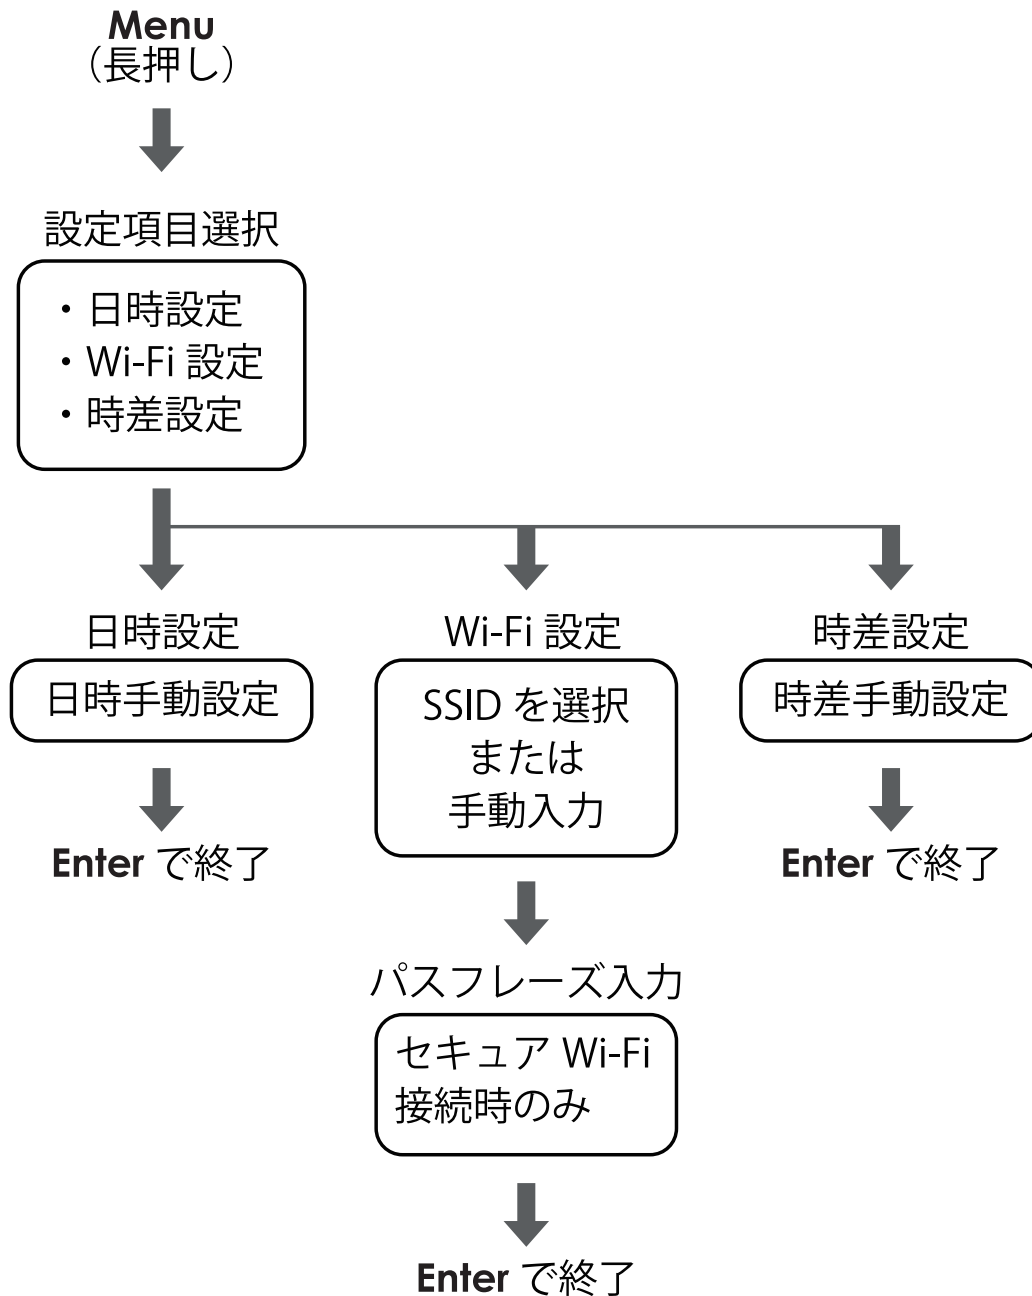 Menu
（長押し）
設定項目選択
・日時設定
・Wi-Fi 設定
・時差設定
日時設定
日時手動設定
Enter で終了
Wi-Fi 設定
SSID を選択
または
手動入力
パスフレーズ入力
セキュア Wi-Fi
接続時のみ
Enter で終了
時差設定
時差手動設定
Enter で終了